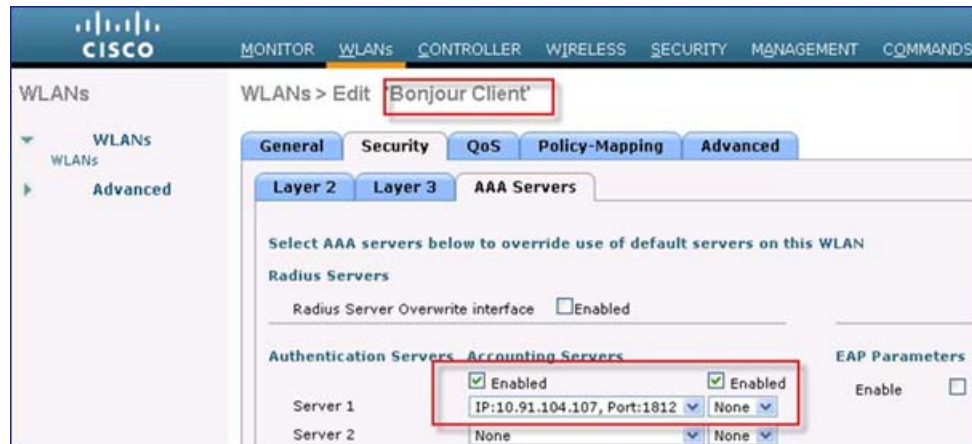 CISCO
MONITOR WLANs CONTROLLER WIRELESS SECURITY MANAGEMENT COMMANDS
WLANs
WLANs > Edit 'Bonjour Client'
WLANs
WLANs
Advanced
General Security QoS Policy-Mapping Advanced
Layer 2 Layer 3 AAA Servers
Select AAA servers below to override use of default servers on this WLAN
Radius Servers
Radius Server Overwrite interface Enabled
Authentication Servers Accounting Servers EAP Parameters
Enabled Enabled Enable
Server 1 IP:10.91.104.107, Port:1812 None
Server 2 None None